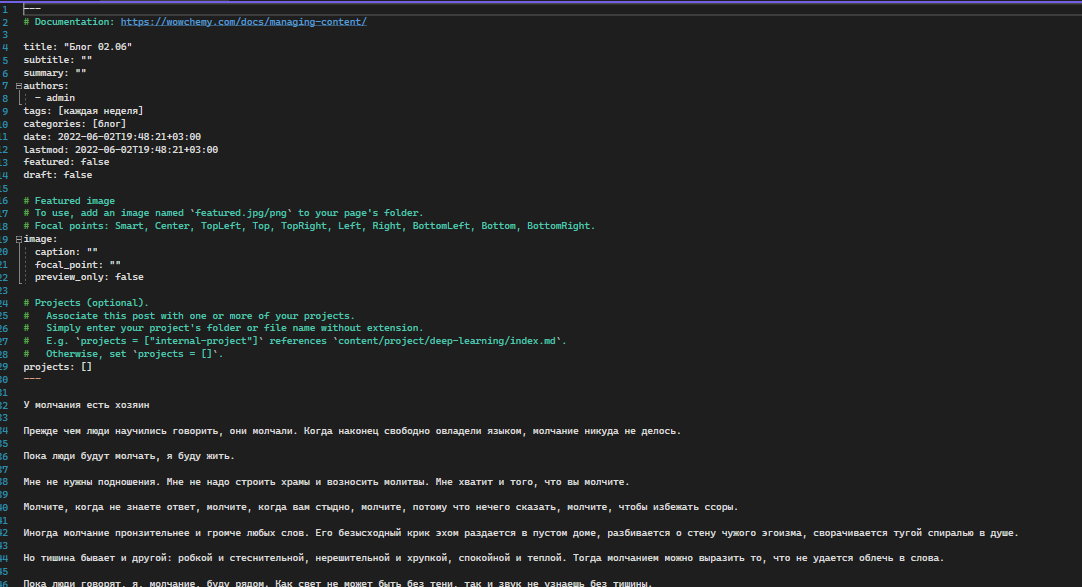 1 ---
2 # Documentation: https://wowchemy.com/docs/managing-content/
3
4 title: "Блог 02.06"
5 subtitle: ""
6 summary: ""
7 authors:
8 - admin
9 tags: [каждая неделя]
10 categories: [блог]
11 date: 2022-06-02T19:48:21+03:00
12 lastmod: 2022-06-02T19:48:21+03:00
13 featured: false
14 draft: false
15
16 # Featured image
17 # To use, add an image named `featured.jpg/png` to your page's folder.
18 # Focal points: Smart, Center, TopLeft, Top, TopRight, Left, Right, BottomLeft, Bottom, BottomRight.
19 image:
20 caption: ""
21 focal_point: ""
22 preview_only: false
23
24 # Projects (optional).
25 #   Associate this post with one or more of your projects.
26 #   Simply enter your project's folder or file name without extension.
27 #   E.g. `projects = ["internal-project"]` references `content/project/deep-learning/index.md`.
28 #   Otherwise, set `projects = []`.
29 projects: []
30 ---
31
32 У молчания есть хозяин
33
34 Прежде чем люди научились говорить, они молчали. Когда наконец свободно овладели языком, молчание никуда не делось.
35
36 Пока люди будут молчать, я буду жить.
37
38 Мне не нужны подношения. Мне не надо строить храмы и возносить молитвы. Мне хватит и того, что вы молчите.
39
40 Молчите, когда не знаете ответ, молчите, когда вам стыдно, молчите, потому что нечего сказать, молчите, чтобы избежать ссоры.
41
42 Иногда молчание пронзительнее и громче любых слов. Его безысходный крик эхом раздается в пустом доме, разбивается о стену чужого эгоизма, сворачивается тугой спиралью в душе.
43
44 Но тишина бывает и другой: робкой и стеснительной, нерешительной и хрупкой, спокойной и теплой. Тогда молчанием можно выразить то, что не удается облечь в слова.
45
46 Пока люди говорят, я, молчание, буду рядом. Как свет не может быть без тени, так и звук не узнаешь без тишины.